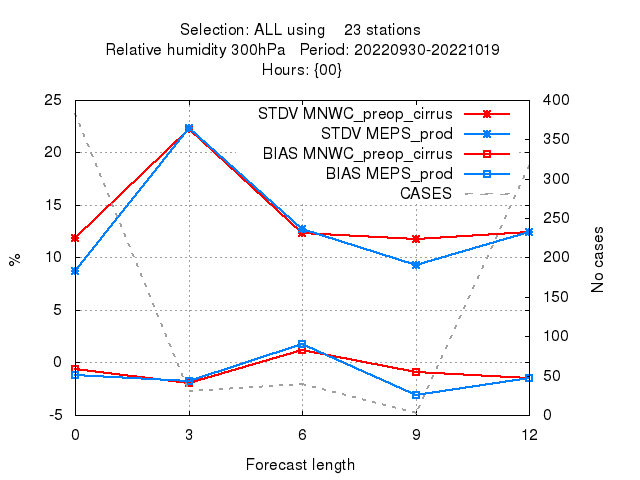 Selection: ALL using    23 stations
Relative humidity 300hPa   Period: 20220930-20221019
Hours: {00}
STDV MNWC_preop_cirrus
STDV MEPS_prod
BIAS MNWC_preop_cirrus
BIAS MEPS_prod
CASES
25
20
15
10
5
0
-5
%
400
350
300
250
200
150
100
50
0
No cases
0 3 6 9 12
Forecast length